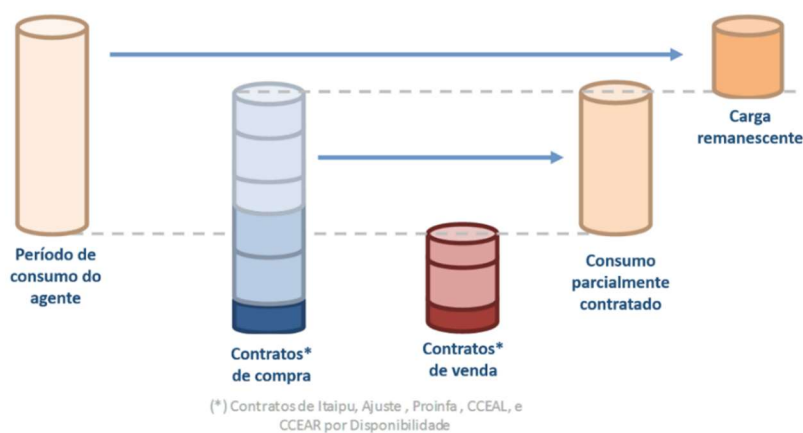 Carga
remanescente
Período de
consumo do
agente
Consumo
parcialmente
contratado
Contratos*
de compra
Contratos*
de venda
(*) Contratos de Itaipu, Ajuste , Proinfa , CCEAL, e
CCEAR por Disponibilidade